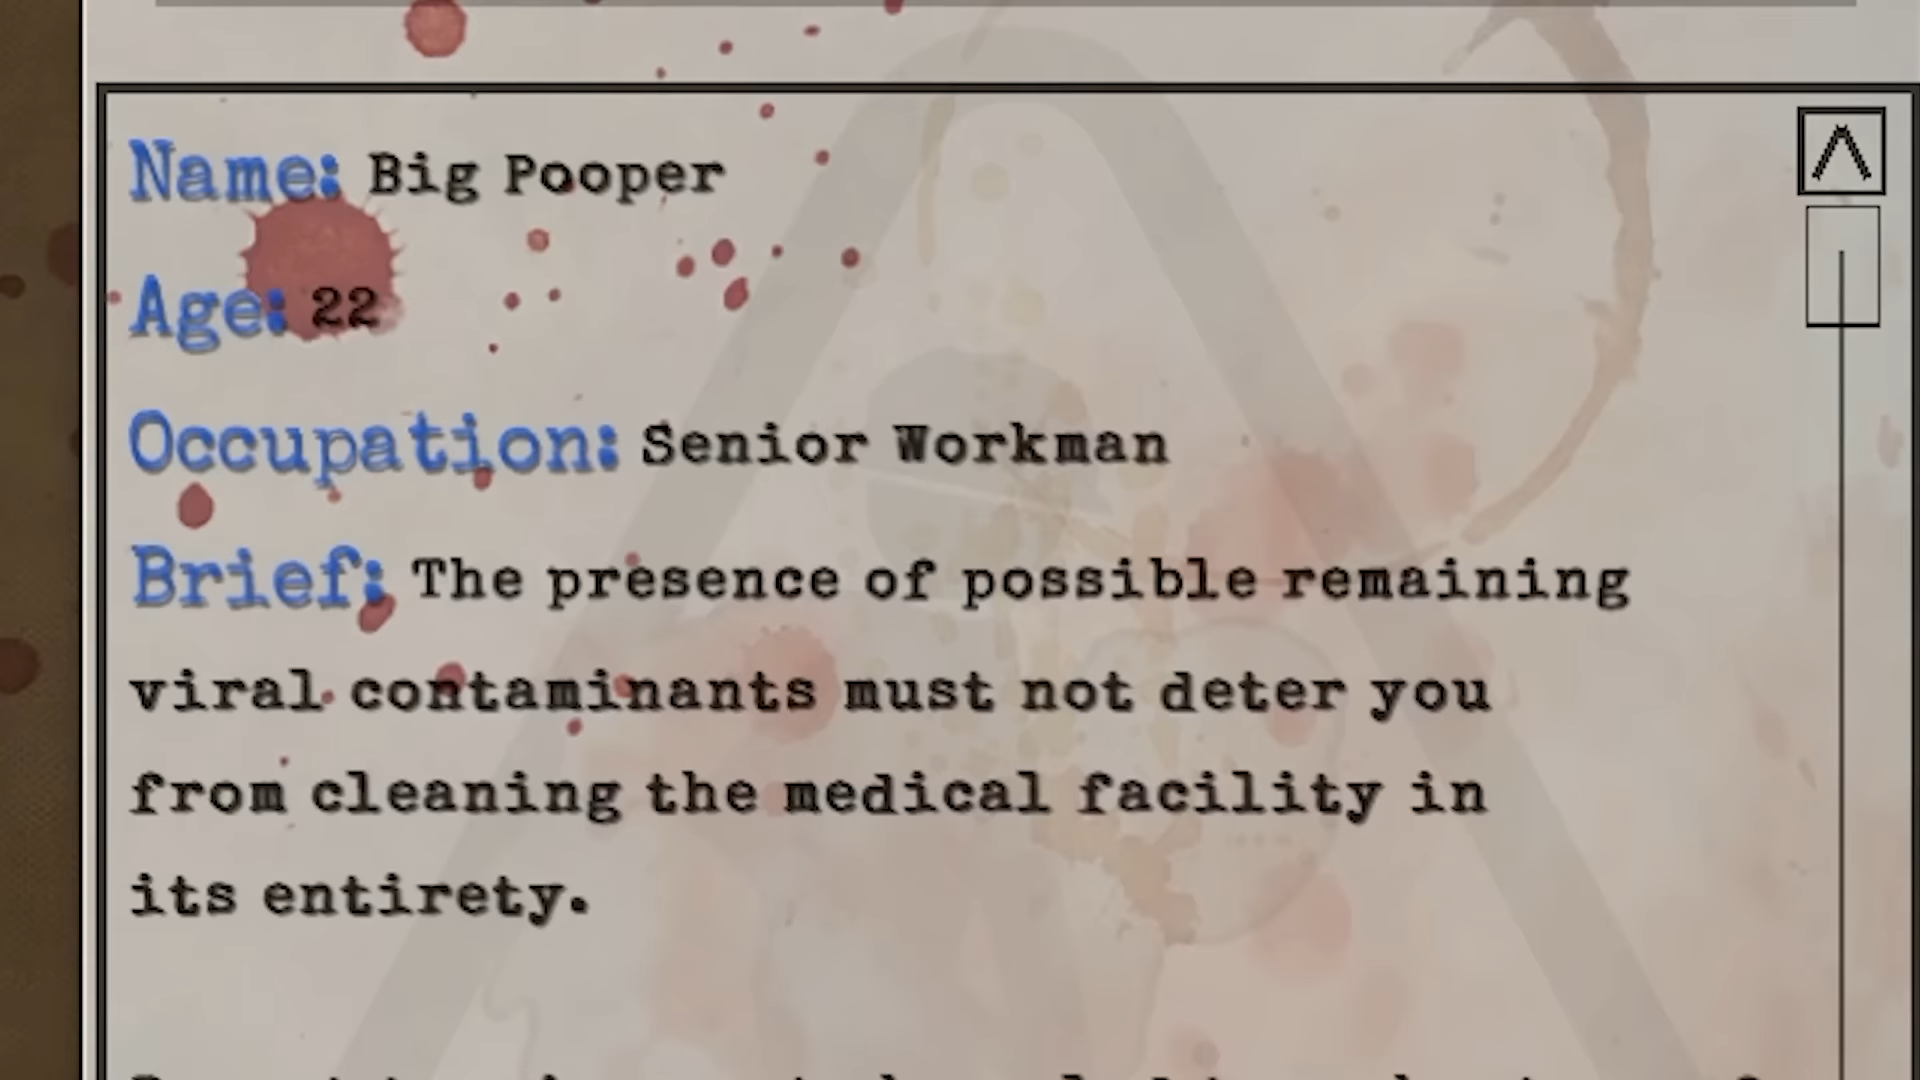 Name: Big Pooper
Age: 22
Occupation: Senior Workman
Brief: The presence of possible remaining
viral contaminants must not deter you
from cleaning the medical facility in
its entirety.